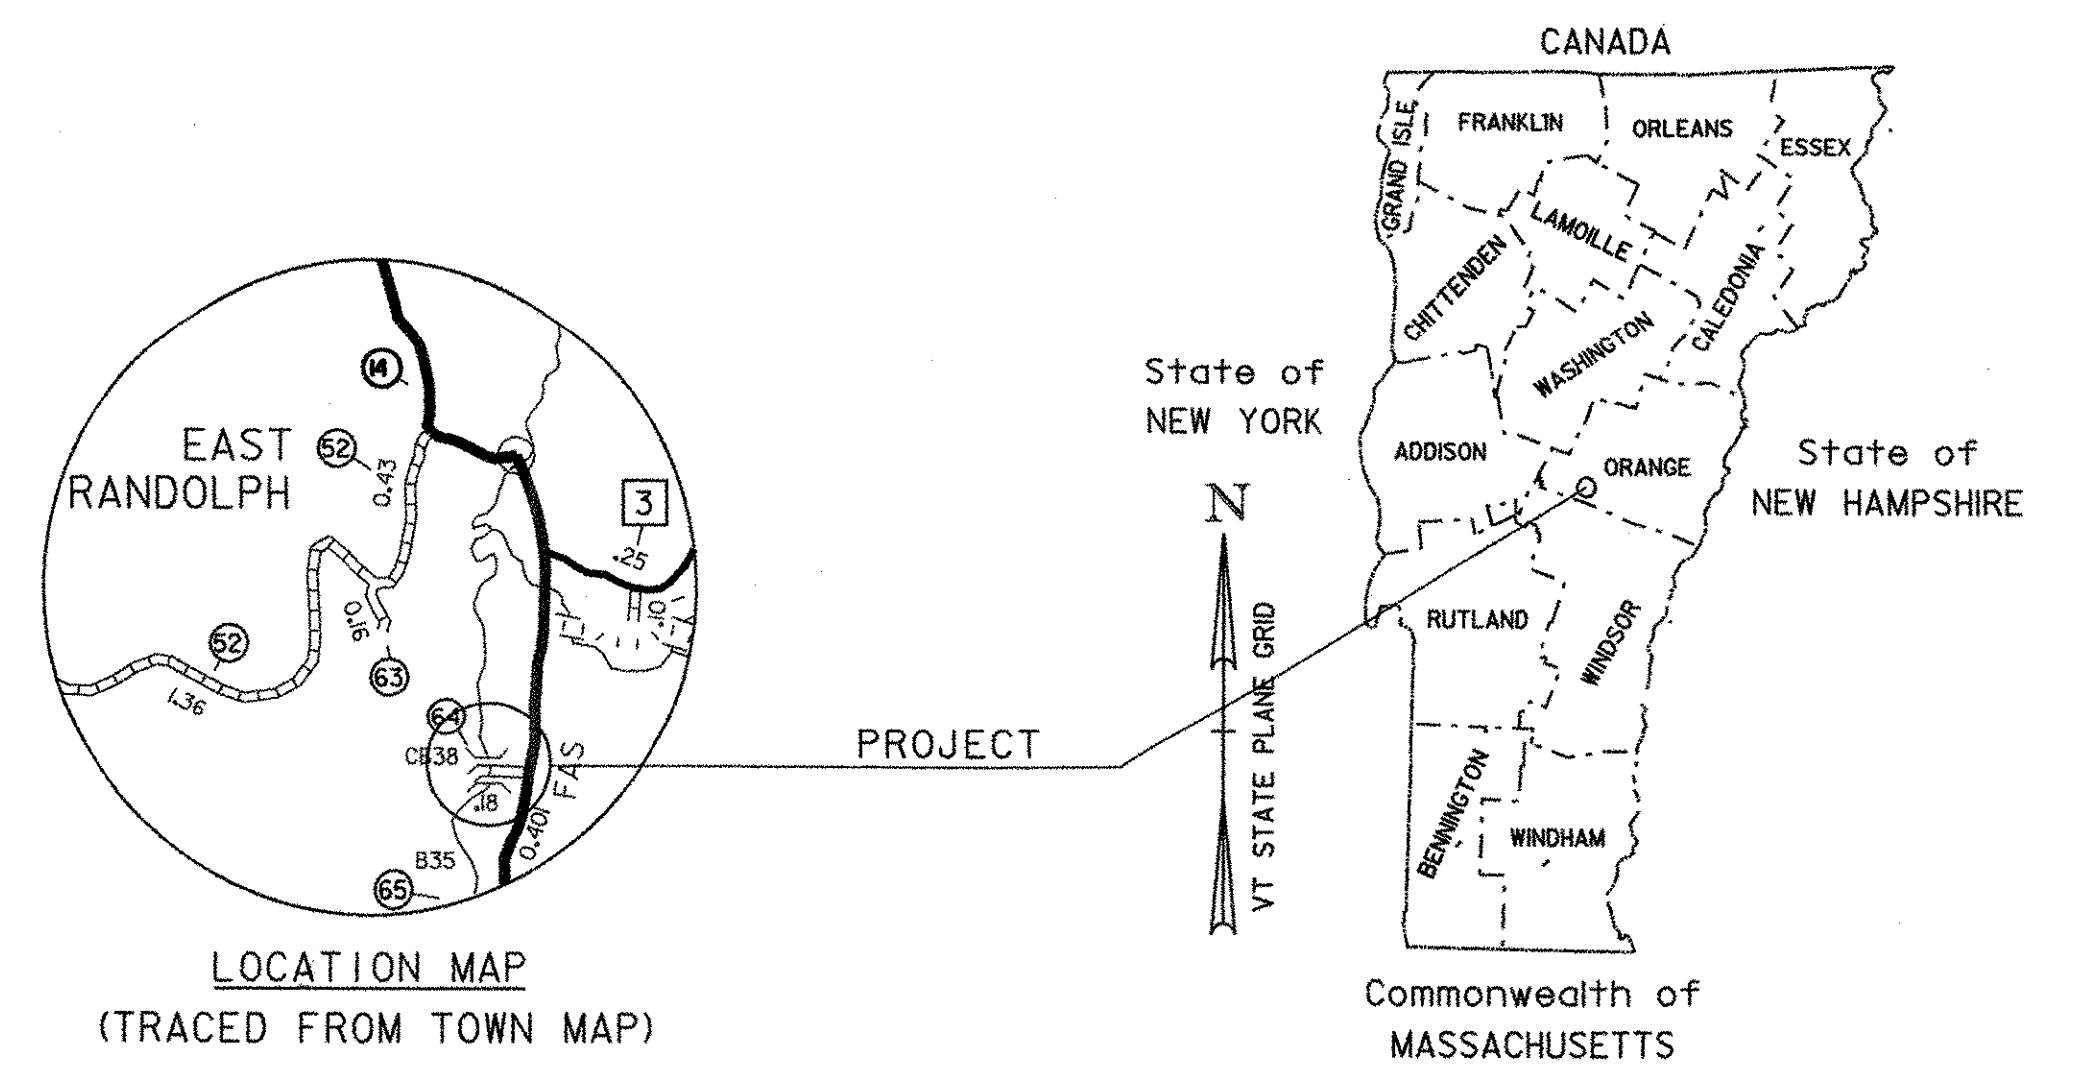 CANADA
GRAND ISLE
FRANKLIN
ORLEANS
ESSEX
LAMOILLE
CHITTENDEN
CALEDONIA
WASHINGTON
State of
NEW YORK
ADDISON
ORANGE
State of
NEW HAMPSHIRE
RUTLAND
WINDSOR
BENNINGTON
WINDHAM
Commonwealth of
MASSACHUSETTS
N
VT STATE PLANE GRID
PROJECT
14
EAST
RANDOLPH
52
0.43
3
.25
.10
0.16
52
1.36
63
64
CB38
.18
FAS
0.401
B35
65
LOCATION MAP
(TRACED FROM TOWN MAP)